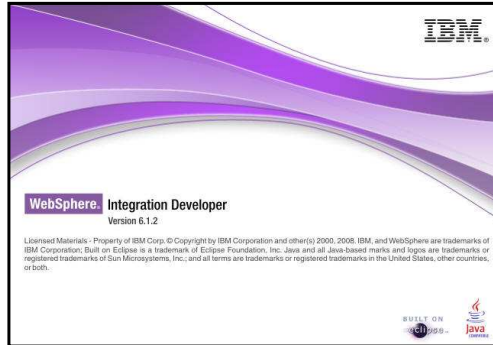 IBM®
WebSphere® Integration Developer
Version 6.1.2
Licensed Materials - Property of IBM Corp. © Copyright by IBM Corporation and other(s) 2000, 2008. IBM, and WebSphere are trademarks of
IBM Corporation; Built on Eclipse is a trademark of Eclipse Foundation, Inc. Java and all Java-based marks and logos are trademarks or
registered trademarks of Sun Microsystems, Inc.; and all terms are trademarks or registered trademarks in the United States, other countries,
or both.
BUILT ON
eclipse™
Java
COMPATIBLE